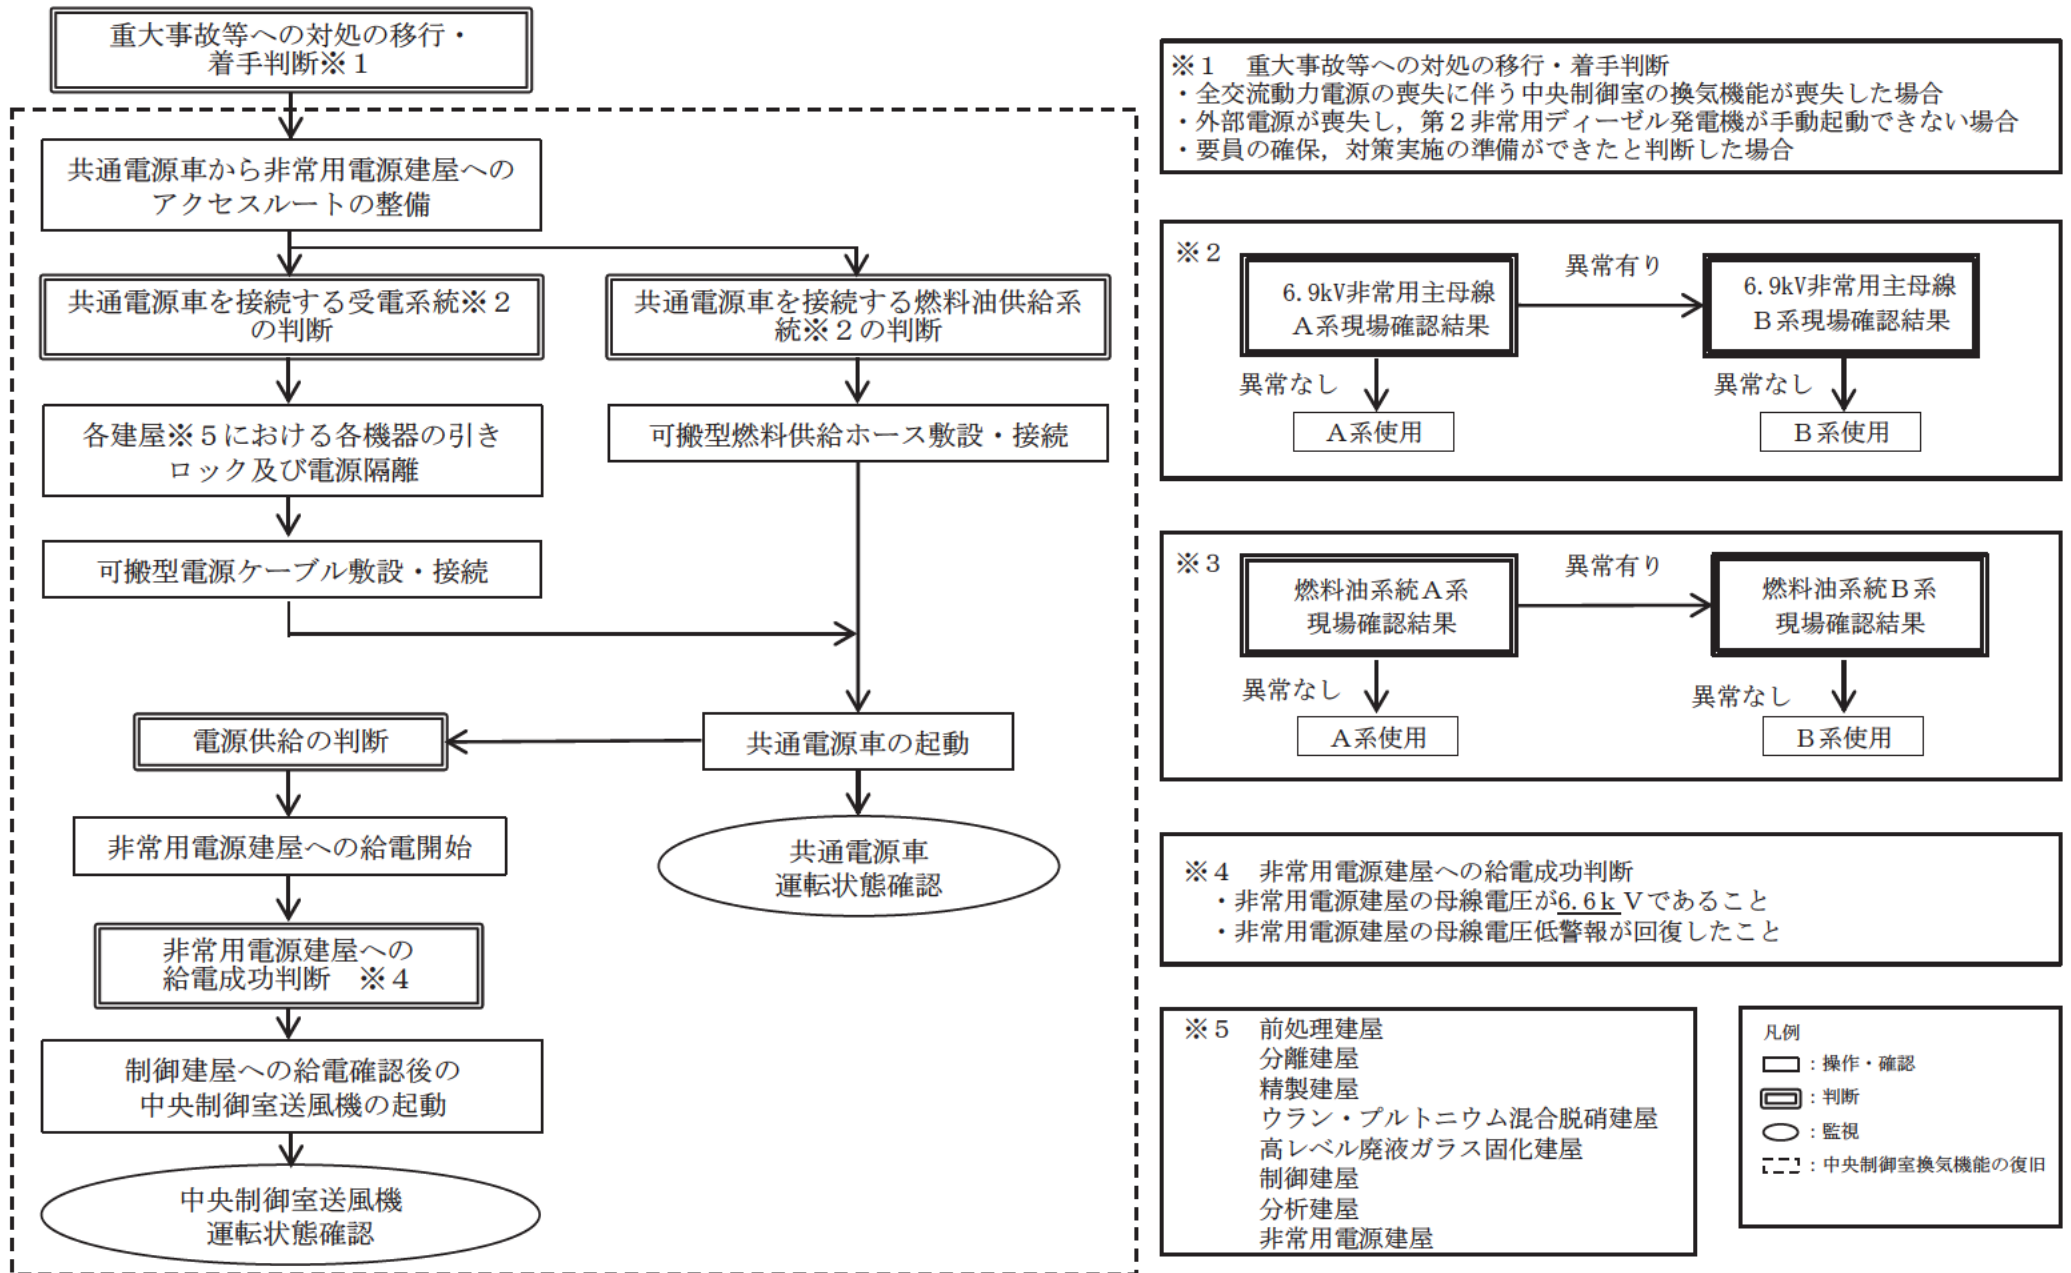 重大事故等への対処の移行・
着手判断※1
共通電源車から非常用電源建屋への
アクセスルートの整備
共通電源車を接続する受電系統※2
の判断
共通電源車を接続する燃料油供給系
統※2の判断
各建屋※5における各機器の引き
ロック及び電源隔離
可搬型燃料供給ホース敷設・接続
可搬型電源ケーブル敷設・接続
電源供給の判断
共通電源車の起動
非常用電源建屋への給電開始
共通電源車
運転状態確認
非常用電源建屋への
給電成功判断 ※4
制御建屋への給電確認後の
中央制御室送風機の起動
中央制御室送風機
運転状態確認
※1 重大事故等への対処の移行・着手判断
・全交流動力電源の喪失に伴う中央制御室の換気機能が喪失した場合
・外部電源が喪失し,第2非常用ディーゼル発電機が手動起動できない場合
・要員の確保,対策実施の準備ができたと判断した場合
※2
6.9kV非常用主母線
A系現場確認結果
異常有り
6.9kV非常用主母線
B系現場確認結果
異常なし
異常なし
A系使用
B系使用
※3
燃料油系統A系
現場確認結果
異常有り
燃料油系統B系
現場確認結果
異常なし
異常なし
A系使用
B系使用
※4 非常用電源建屋への給電成功判断
・非常用電源建屋の母線電圧が6.6kVであること
・非常用電源建屋の母線電圧低警報が回復したこと
※5 前処理建屋
分離建屋
精製建屋
ウラン・プルトニウム混合脱硝建屋
高レベル廃液ガラス固化建屋
制御建屋
分析建屋
非常用電源建屋
凡例
:操作・確認
:判断
:監視
:中央制御室換気機能の復旧